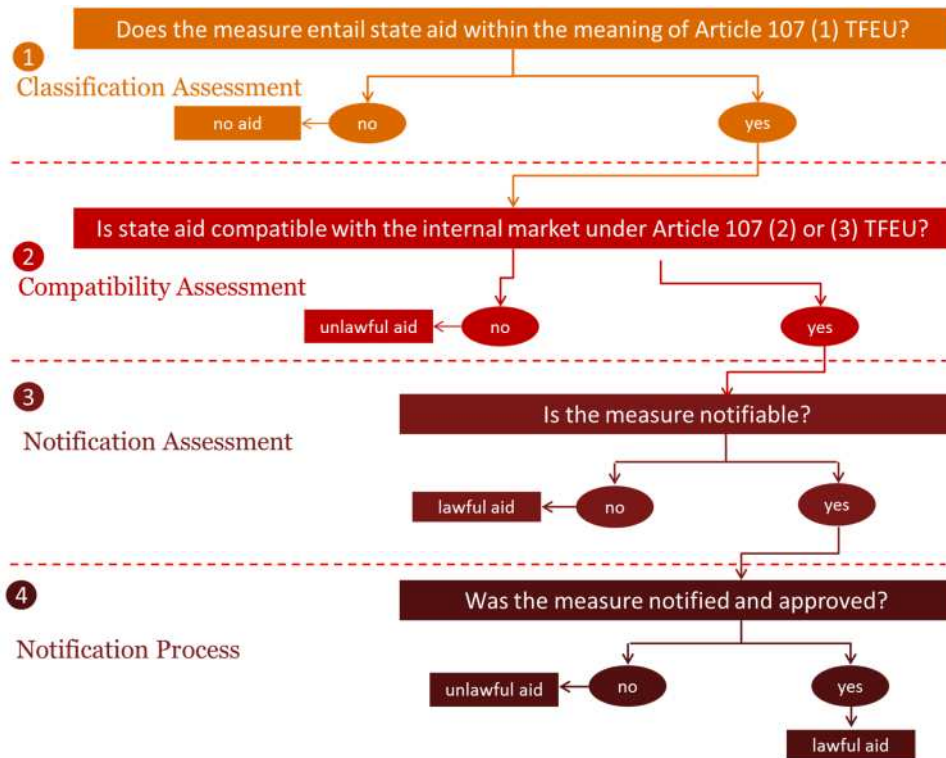 Does the measure entail state aid within the meaning of Article 107 (1) TFEU?
1
Classification Assessment
no aid
no
yes
Is state aid compatible with the internal market under Article 107 (2) or (3) TFEU?
2
Compatibility Assessment
unlawful aid
no
yes
3
Is the measure notifiable?
Notification Assessment
lawful aid
no
yes
4
Was the measure notified and approved?
Notification Process
unlawful aid
no
yes
lawful aid